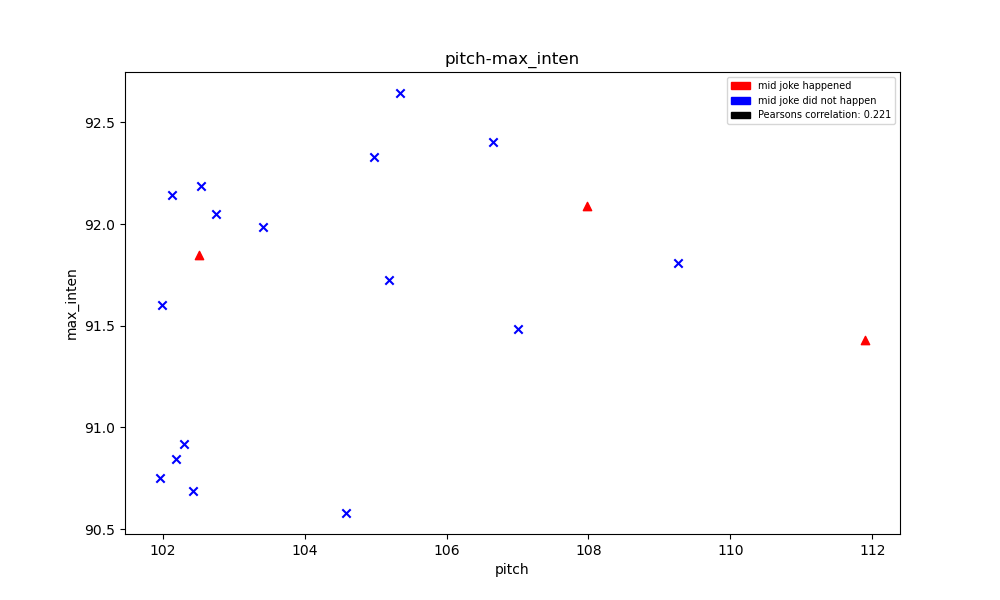 pitch-max_inten
mid joke happened
mid joke did not happen
Pearsons correlation: 0.221
max_inten
92.5
92.0
91.5
91.0
90.5
102 104 106 108 110 112
pitch